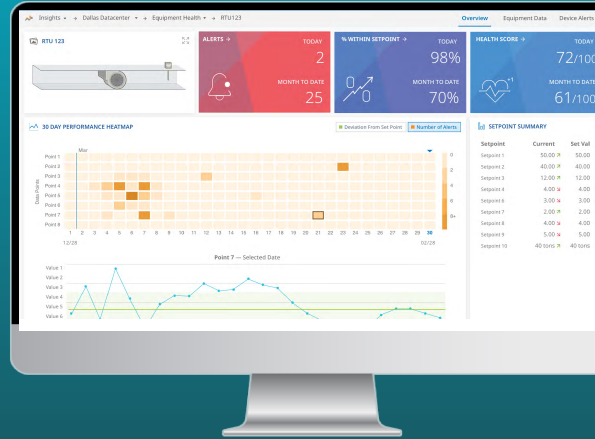 Insights → Dallas Datacenter → Equipment Health → RTU123
Overview Equipment Data Device Alerts
RTU 123
ALERTS → TODAY
2
MONTH TO DATE
25
% WITHIN SETPOINT → TODAY
98%
MONTH TO DATE
70%
HEALTH SCORE → TODAY
72/100
+1
MONTH TO DATE
61/100
30 DAY PERFORMANCE HEATMAP
Deviation From Set Point Number of Alerts
Mar
Data Points
Point 1
Point 2
Point 3
Point 4
Point 5
Point 6
Point 7
Point 8
0
2
4
6
8+
1 2 3 4 5 6 7 8 9 10 11 12 13 14 15 16 17 18 19 20 21 22 23 24 25 26 27 28 29 30
12/28 02/28
Point 7 — Selected Date
Value 1
Value 2
Value 3
Value 4
Value 5
Value 6
SETPOINT SUMMARY
Setpoint Current Set Val
Setpoint 1 50.00 50.00
Setpoint 2 40.00 40.00
Setpoint 3 12.00 12.00
Setpoint 4 4.00 4.00
Setpoint 6 3.00 3.00
Setpoint 7 2.00 2.00
Setpoint 8 4.00 4.00
Setpoint 9 5.00 5.00
Setpoint 10 40 tons 40 tons